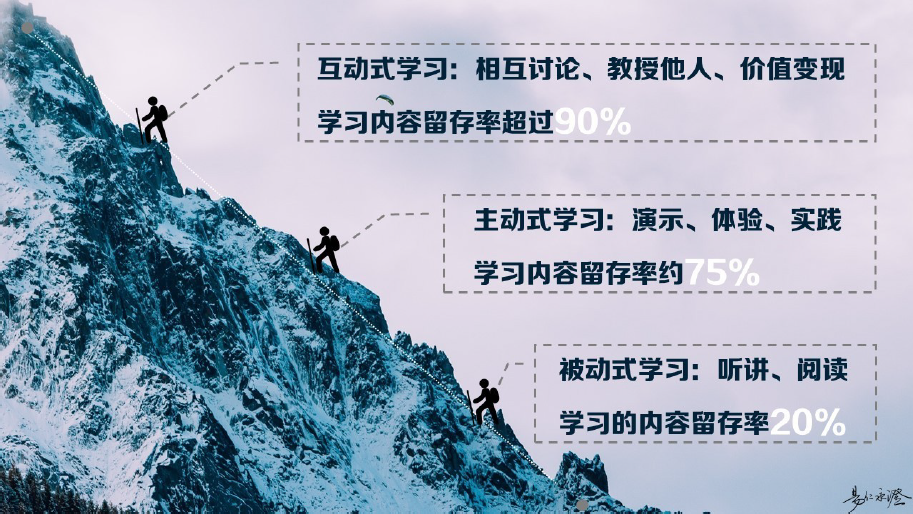 互动式学习：相互讨论、教授他人、价值变现
学习内容留存率超过90%
主动式学习：演示、体验、实践
学习内容留存率约75%
被动式学习：听讲、阅读
学习的内容留存率20%